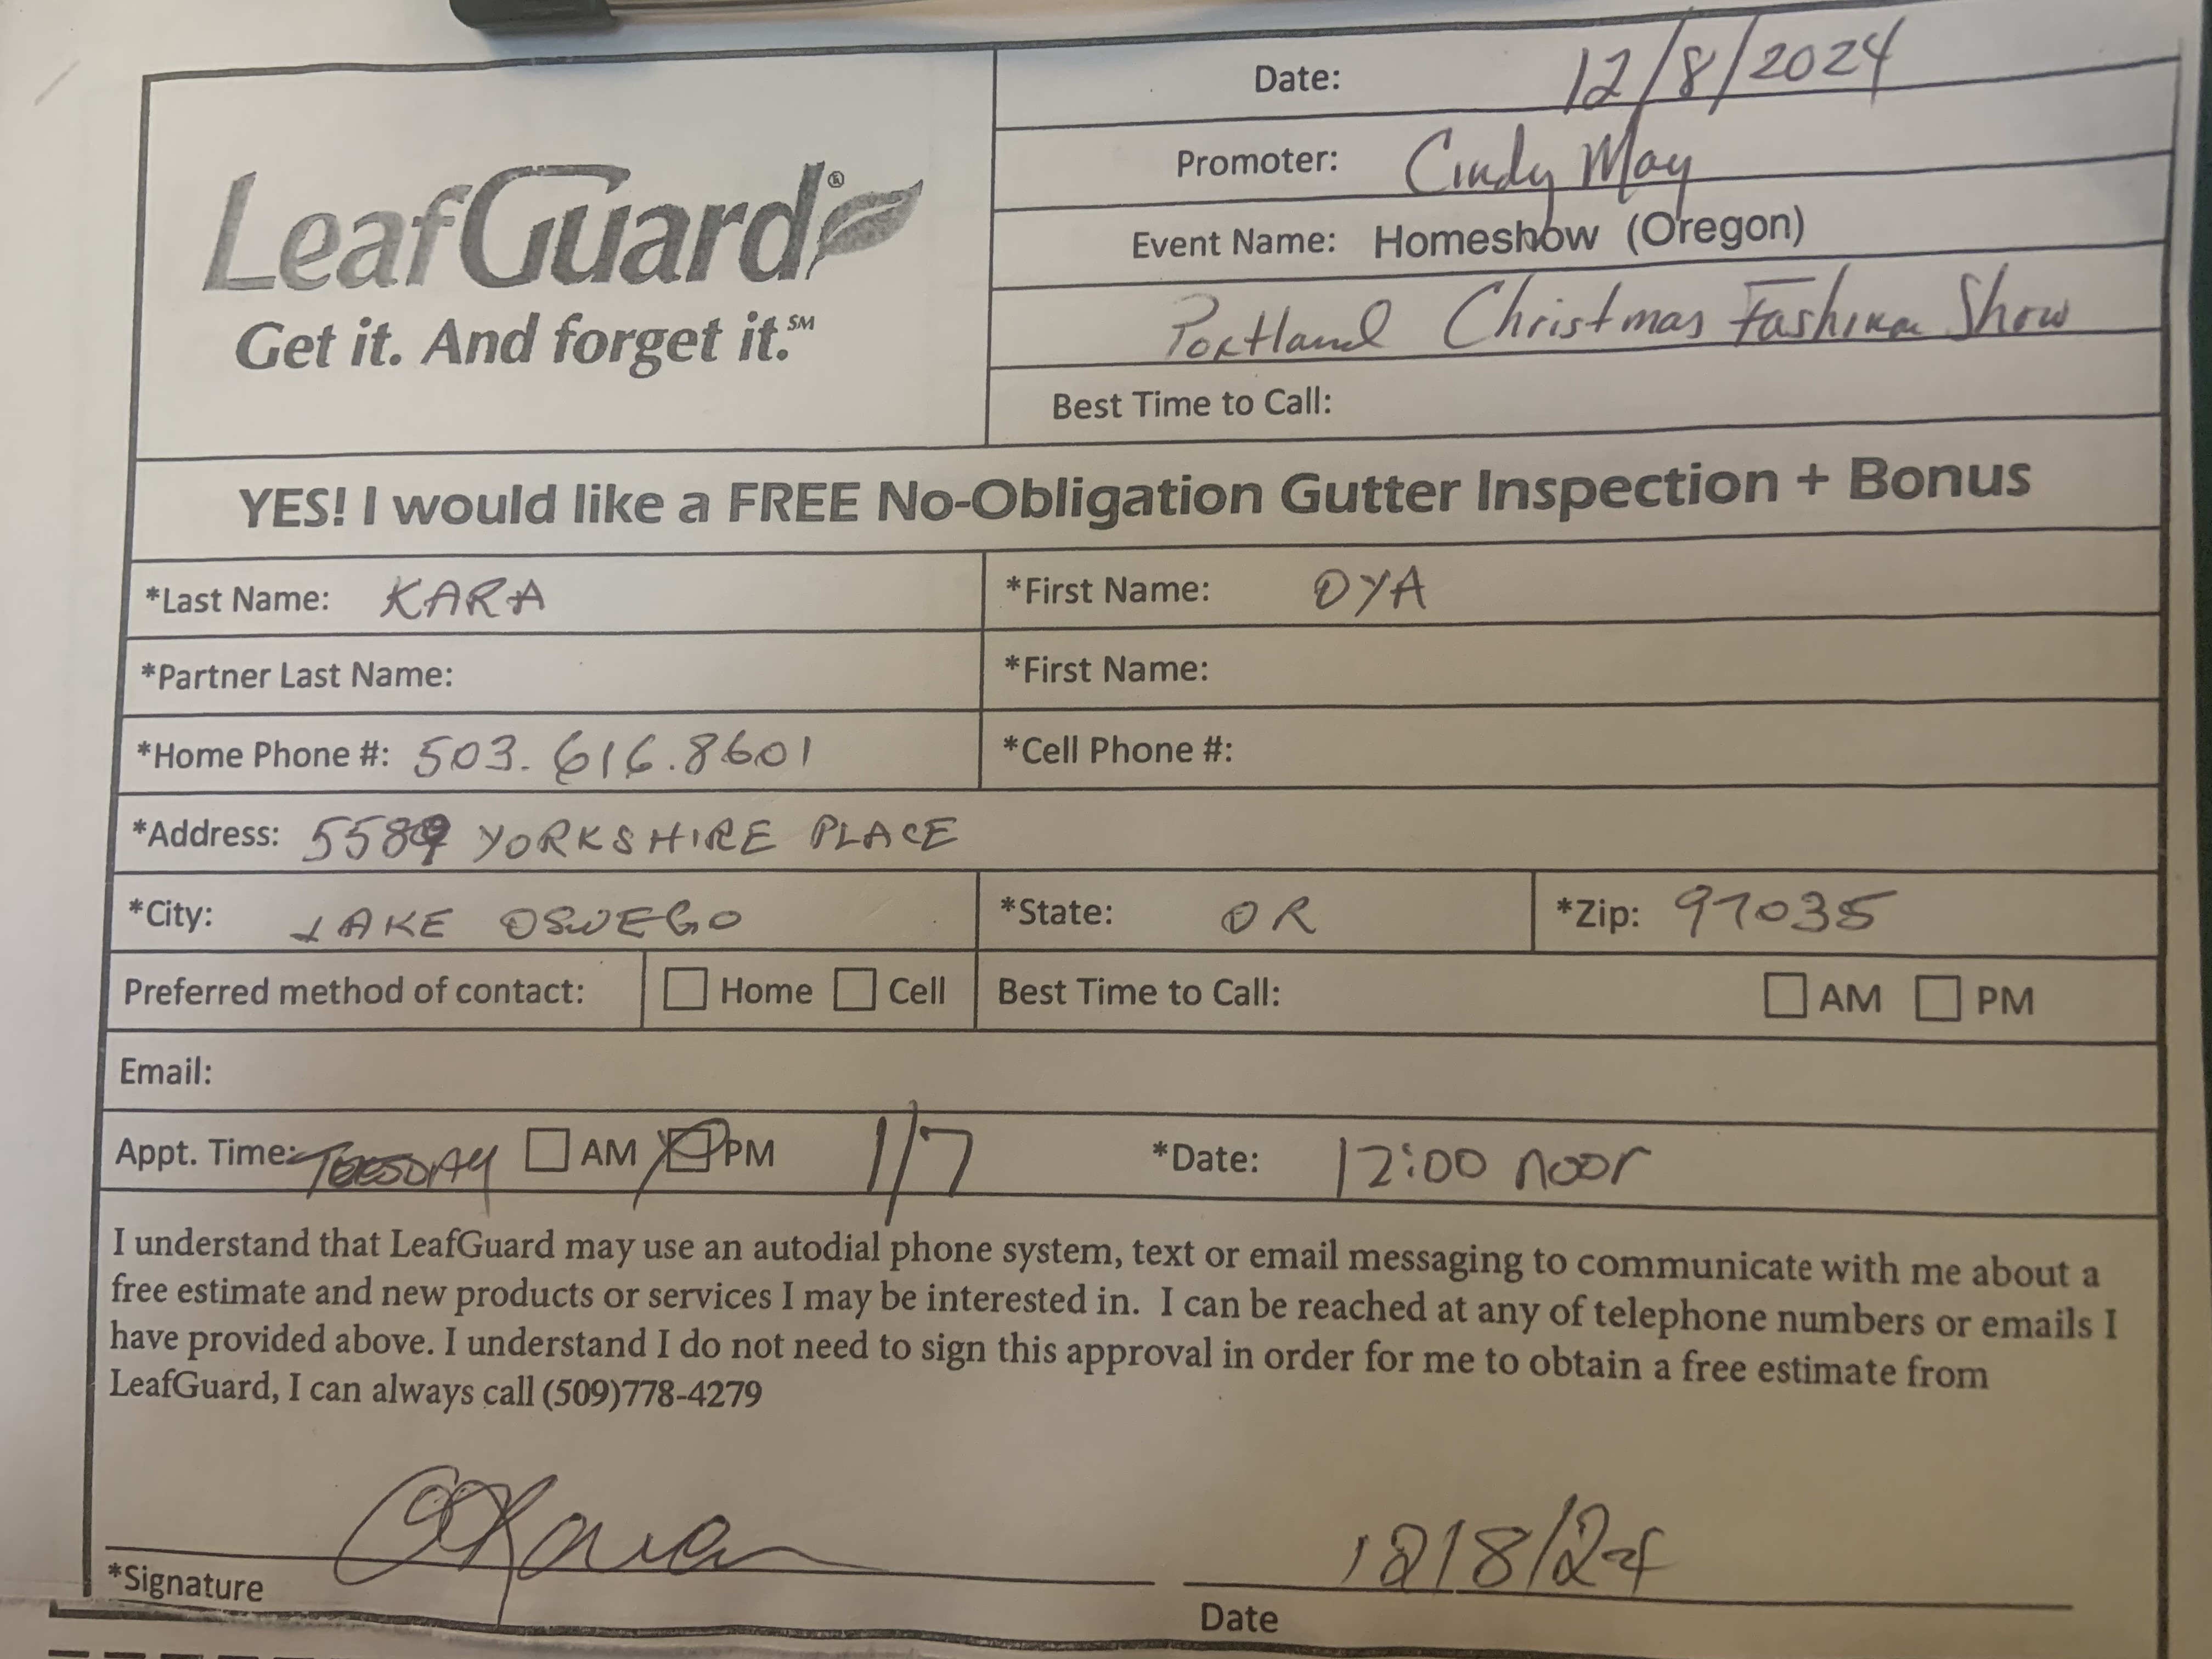 LeafGuard®
Get it. And forget it.℠
Date: 12/8/2024
Promoter: Cindy May
Event Name: Homeshow (Oregon)
Portland Christmas Fashion Show
Best Time to Call:
YES! I would like a FREE No-Obligation Gutter Inspection + Bonus
*Last Name: KARA *First Name: OYA
*Partner Last Name: *First Name:
*Home Phone #: 503.616.8601 *Cell Phone #:
*Address: 5589 YORKSHIRE PLACE
*City: LAKE OSWEGO *State: OR *Zip: 97035
Preferred method of contact: ☐ Home ☐ Cell Best Time to Call: ☐ AM ☐ PM
Email:
Appt. Time: Tuesday ☐ AM ☒ PM 1/7 *Date: 12:00 noon
I understand that LeafGuard may use an autodial phone system, text or email messaging to communicate with me about a
free estimate and new products or services I may be interested in. I can be reached at any of telephone numbers or emails I
have provided above. I understand I do not need to sign this approval in order for me to obtain a free estimate from
LeafGuard, I can always call (509)778-4279
12/8/24
*Signature Date